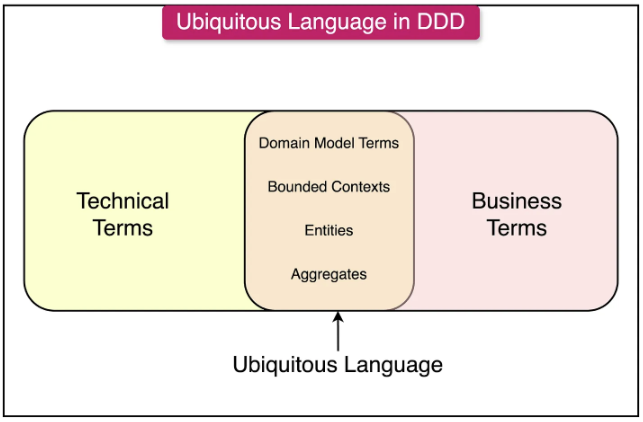 Ubiquitous Language in DDD
Technical
Terms
Domain Model Terms
Bounded Contexts
Entities
Aggregates
Business
Terms
Ubiquitous Language